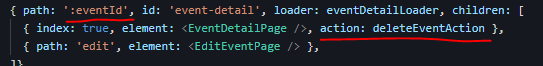 { path: ':eventId', id: 'event-detail', loader: eventDetailLoader, children: [
{ index: true, element: <EventDetailPage />, action: deleteEventAction },
{ path: 'edit', element: <EditEventPage /> },
]}